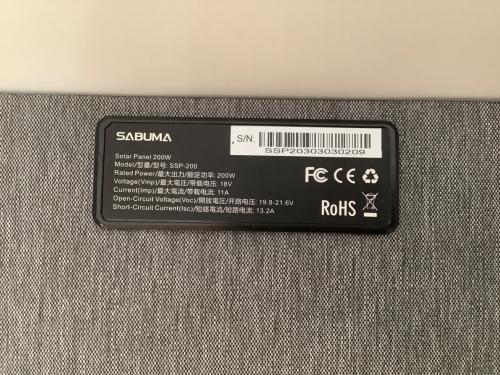 SABUMA
S/N:
SSP20303030209
Solar Panel 200W
Model/型番/型号: SSP-200
Rated Power/最大出力/额定功率: 200W
Voltage(Vmp)/最大電圧/带载电压: 18V
Current(Imp)/最大電流/带载电流: 11A
Open-Circuit Voltage(Voc)/開放電圧/开路电压: 19.8-21.6V
Short-Circuit Current(Isc)/短絡電流/短路电流: 13.2A
FC CE
RoHS